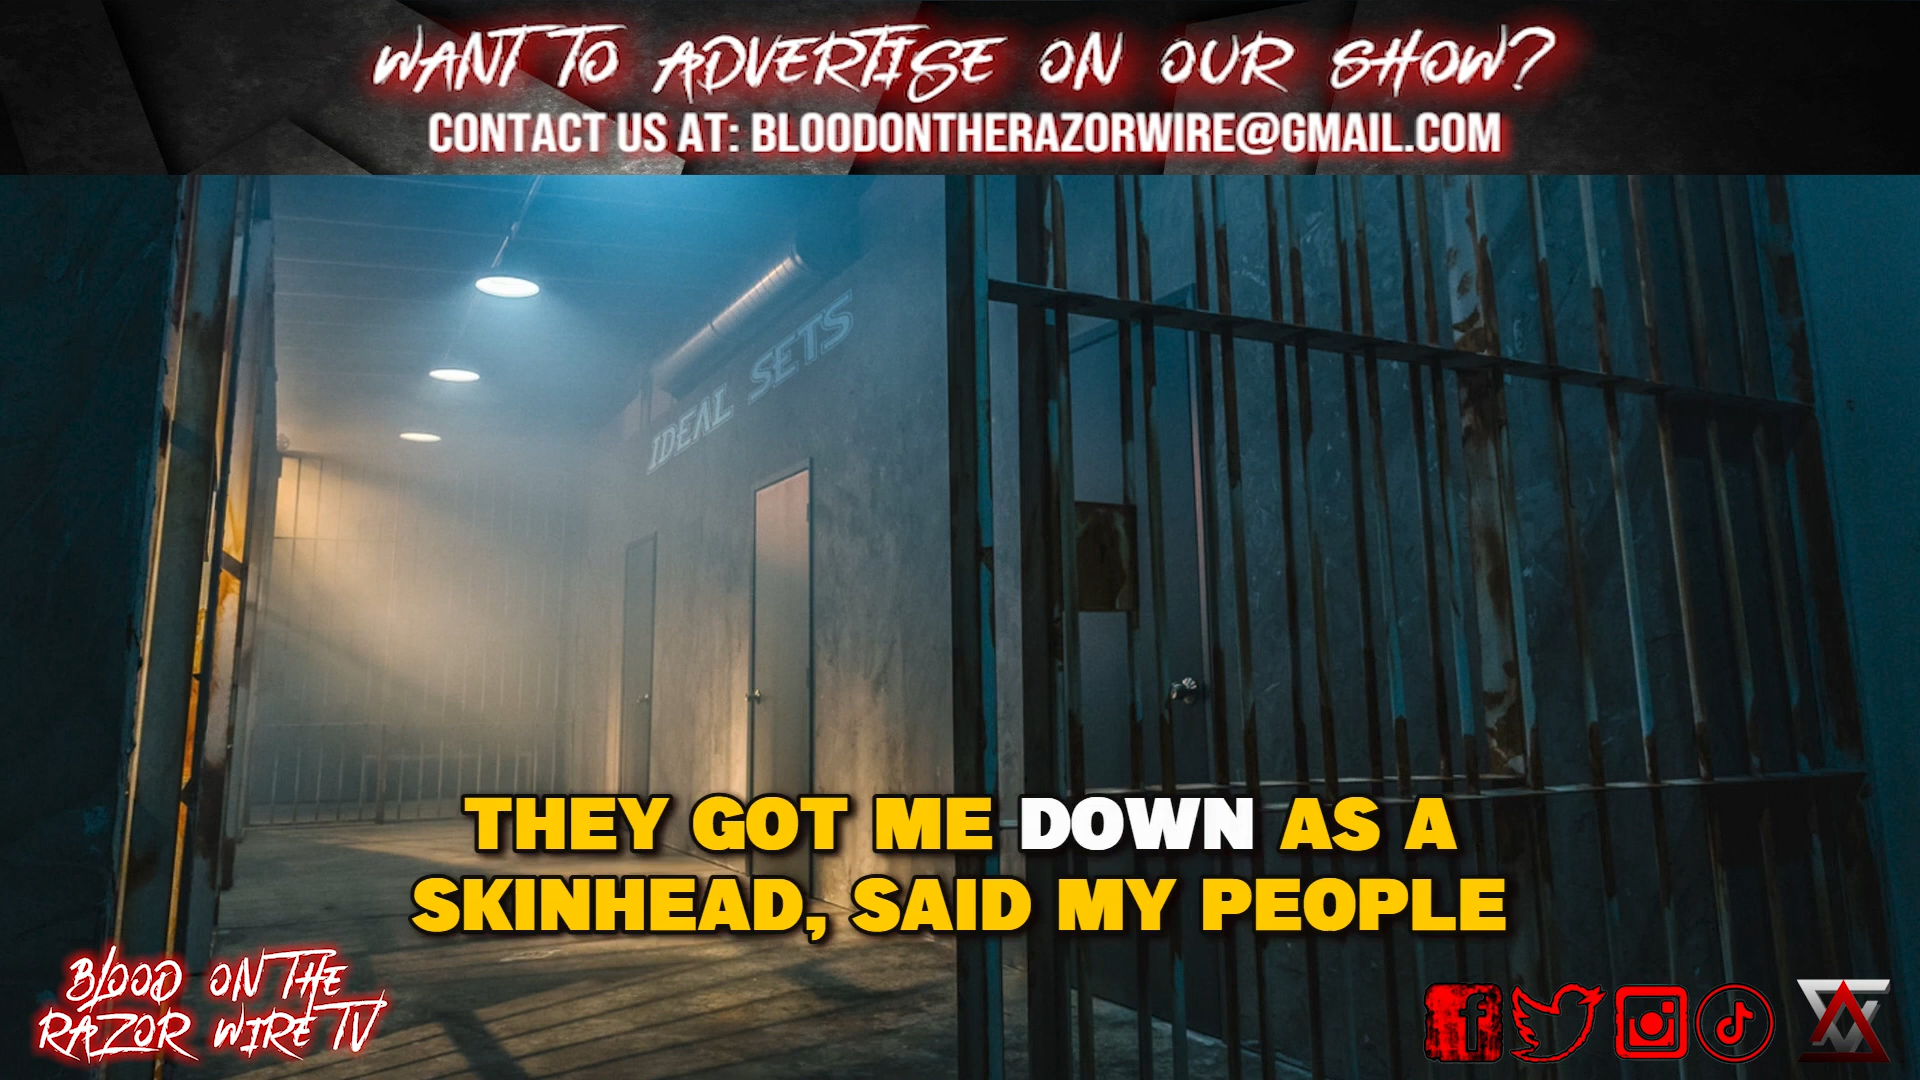 WANT TO ADVERTISE ON OUR SHOW?
CONTACT US AT: BLOODONTHERAZORWIRE@GMAIL.COM
IDEAL SETS
THEY GOT ME DOWN AS A
SKINHEAD, SAID MY PEOPLE
BLOOD ON THE
RAZOR WIRE TV